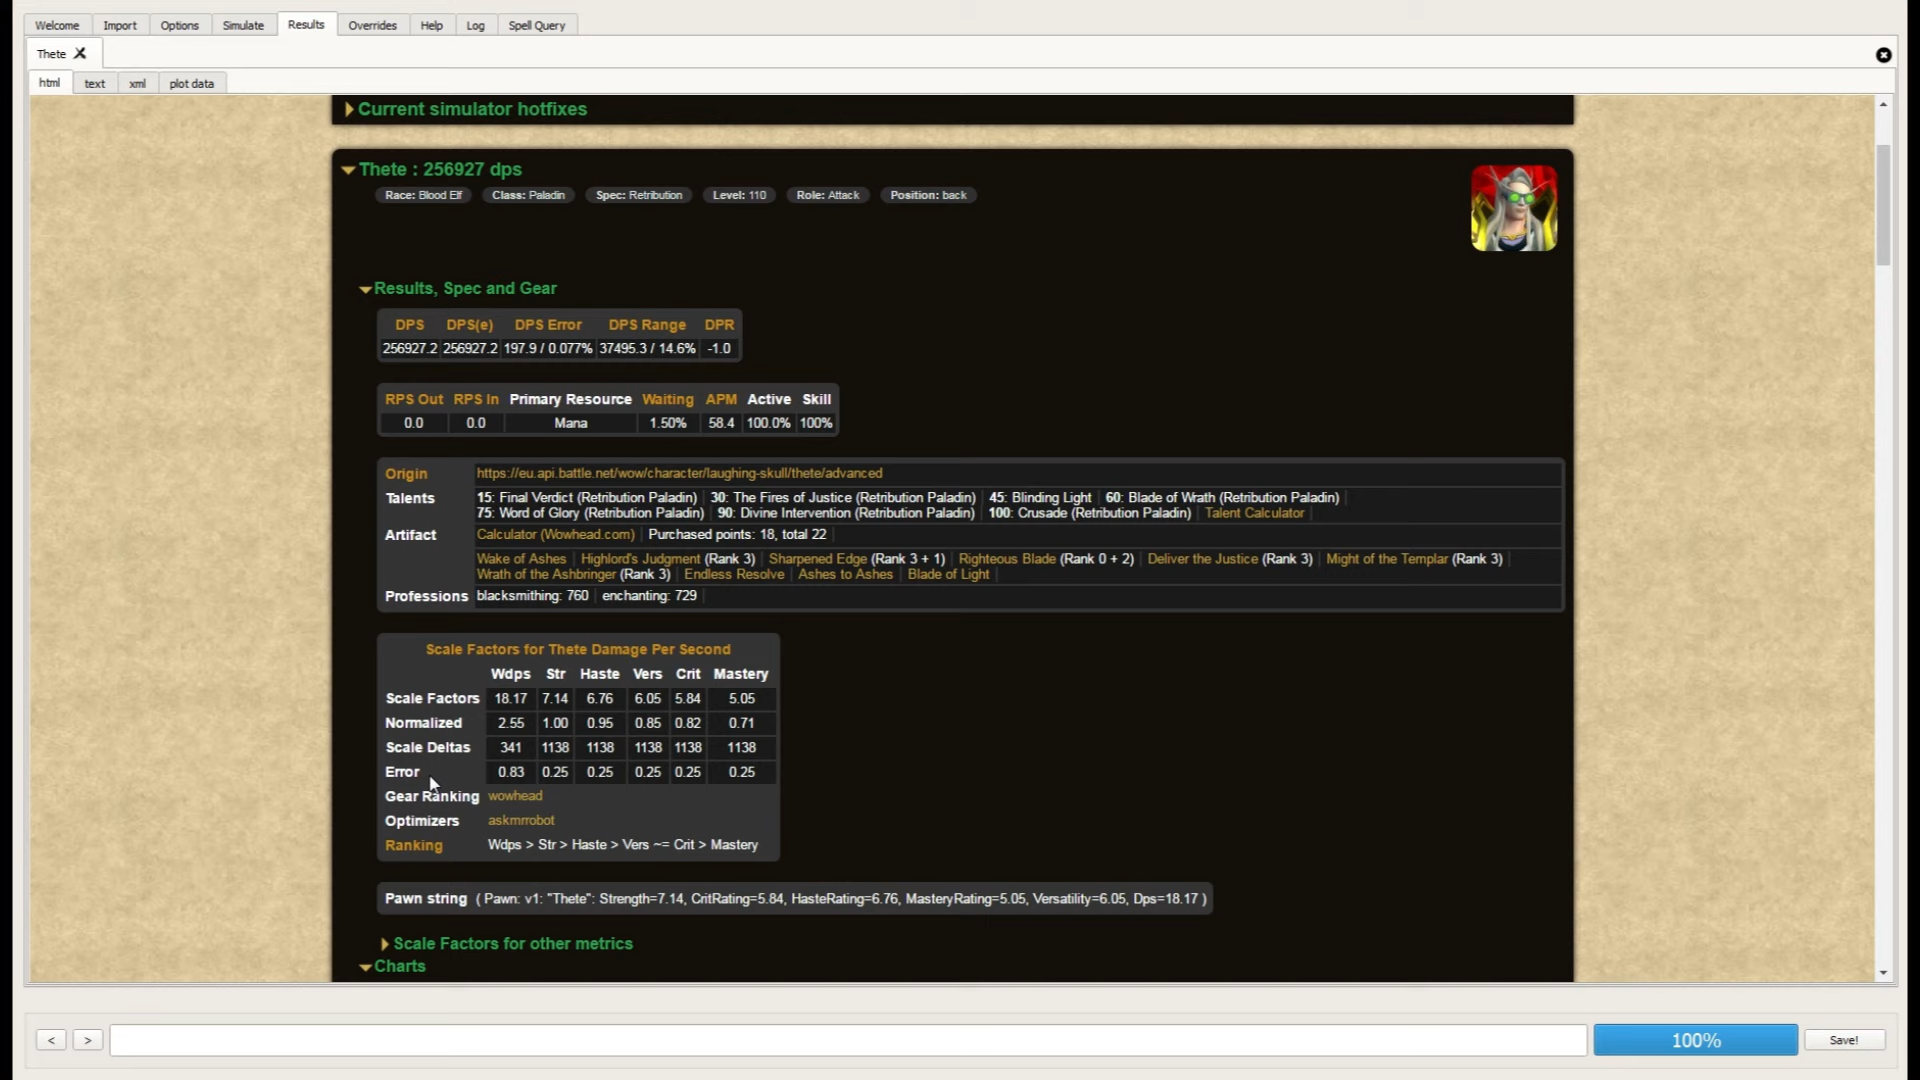 Welcome Import Options Simulate Results Overrides Help Log Spell Query
Thete
html text xml plot data
Current simulator hotfixes
Thete : 256927 dps
Race: Blood Elf Class: Paladin Spec: Retribution Level: 110 Role: Attack Position: back
Results, Spec and Gear
DPS DPS(e) DPS Error DPS Range DPR
256927.2 256927.2 197.9 / 0.077% 37495.3 / 14.6% -1.0
RPS Out RPS In Primary Resource Waiting APM Active Skill
0.0 0.0 Mana 1.50% 58.4 100.0% 100%
Origin https://eu.api.battle.net/wow/character/laughing-skull/thete/advanced
Talents 15: Final Verdict (Retribution Paladin) 30: The Fires of Justice (Retribution Paladin) 45: Blinding Light 60: Blade of Wrath (Retribution Paladin)
75: Word of Glory (Retribution Paladin) 90: Divine Intervention (Retribution Paladin) 100: Crusade (Retribution Paladin) Talent Calculator
Artifact Calculator (Wowhead.com) Purchased points: 18, total 22
Wake of Ashes Highlord's Judgment (Rank 3) Sharpened Edge (Rank 3 + 1) Righteous Blade (Rank 0 + 2) Deliver the Justice (Rank 3) Might of the Templar (Rank 3)
Wrath of the Ashbringer (Rank 3) Endless Resolve Ashes to Ashes Blade of Light
Professions blacksmithing: 760 enchanting: 729
Scale Factors for Thete Damage Per Second
Wdps Str Haste Vers Crit Mastery
Scale Factors 18.17 7.14 6.76 6.05 5.84 5.05
Normalized 2.55 1.00 0.95 0.85 0.82 0.71
Scale Deltas 341 1138 1138 1138 1138 1138
Error 0.83 0.25 0.25 0.25 0.25 0.25
Gear Ranking wowhead
Optimizers askmrrobot
Ranking Wdps > Str > Haste > Vers ~= Crit > Mastery
Pawn string ( Pawn: v1: "Thete": Strength=7.14, CritRating=5.84, HasteRating=6.76, MasteryRating=5.05, Versatility=6.05, Dps=18.17 )
Scale Factors for other metrics
Charts
< > 100% Save!